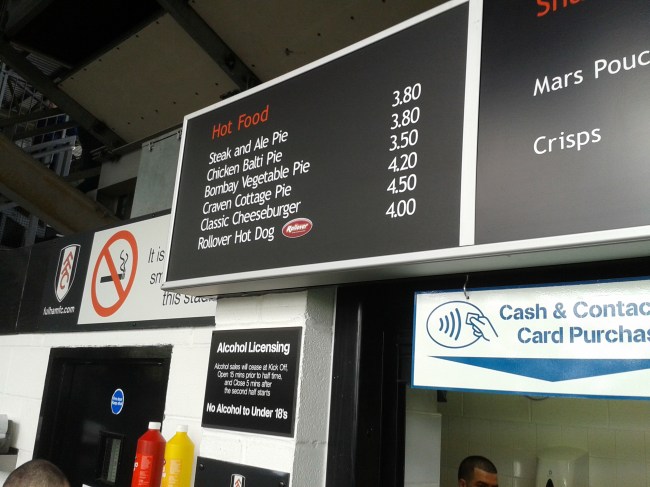 Hot Food
Steak and Ale Pie 3.80
Chicken Balti Pie 3.80
Bombay Vegetable Pie 3.50
Craven Cottage Pie 4.20
Classic Cheeseburger 4.50
Rollover Hot Dog Rollover 4.00
Mars Pouc
Crisps
fulhamfc.com
It is
sm
this sta
Alcohol Licensing
Alcohol sales will cease at Kick Off,
Open 15 mins prior to half time,
and Close 5 mins after
the second half starts
No Alcohol to Under 18's
Cash & Contac
Card Purchas